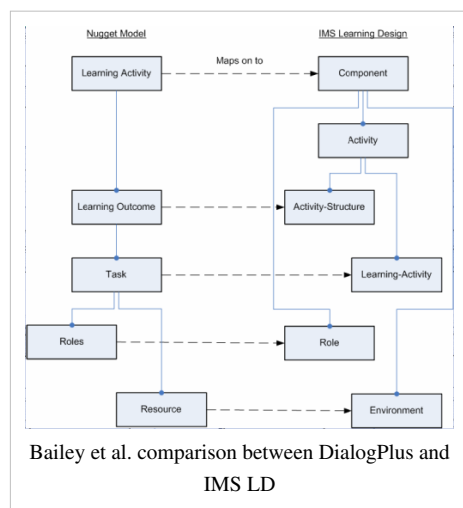 Nugget Model IMS Learning Design
Learning Activity Maps on to Component
Activity
Learning Outcome Activity-Structure
Task Learning-Activity
Roles Role
Resource Environment
Bailey et al. comparison between DialogPlus and
IMS LD